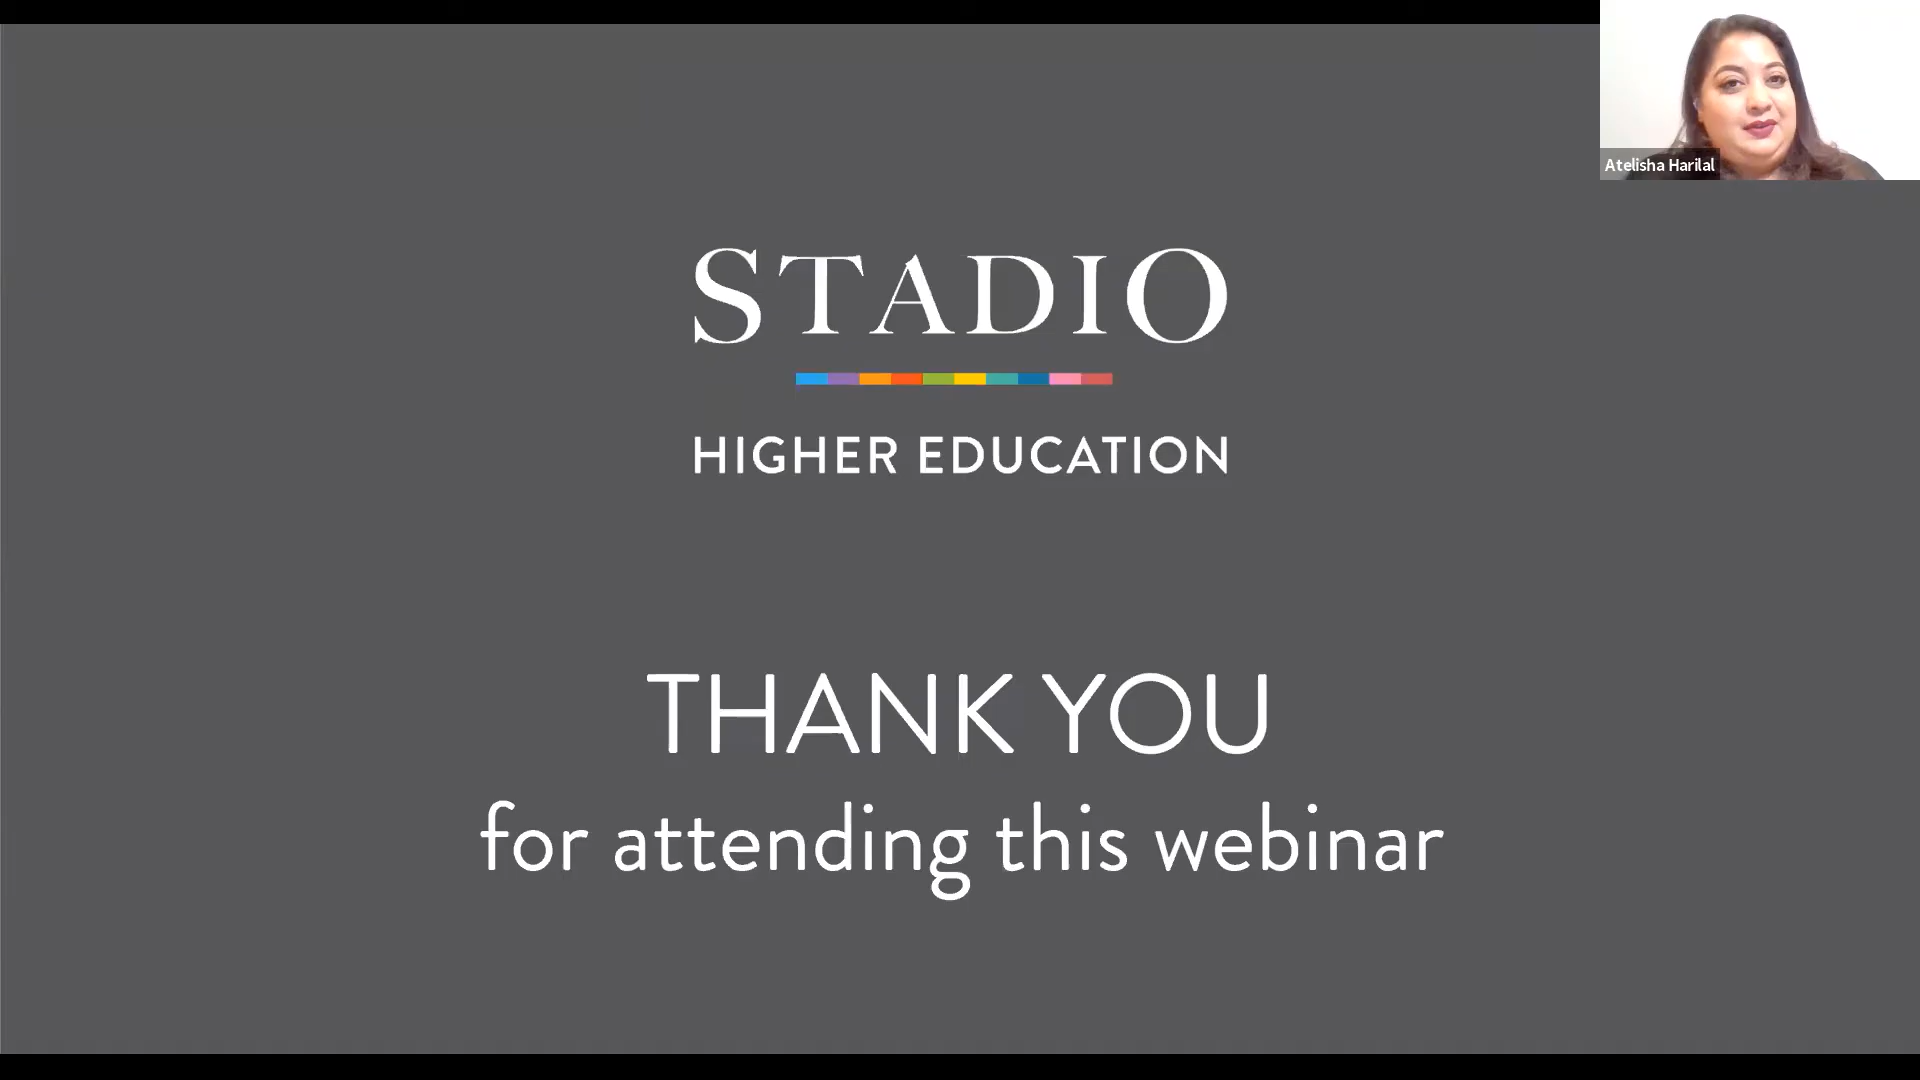 Atelisha Harilal
STADIO
HIGHER EDUCATION
THANK YOU
for attending this webinar